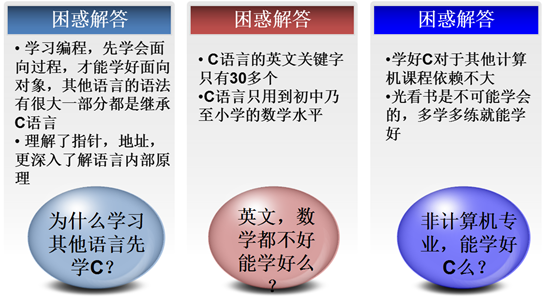 困惑解答
• 学习编程，先学会面
向过程，才能学好面向
对象，其他语言的语法
有很大一部分都是继承
C语言
• 理解了指针，地址，
更深入了解语言内部原
理
为什么学习
其他语言先
学C？
困惑解答
• C语言的英文关键字
只有30多个
•C语言只用到初中乃
至小学的数学水平
英文，数
学都不好
能学好么
？
困惑解答
•学好C对于其他计算
机课程依赖不大
•光看书是不可能学会
的，多学多练就能学
好
非计算机专
业，能学好
C么？